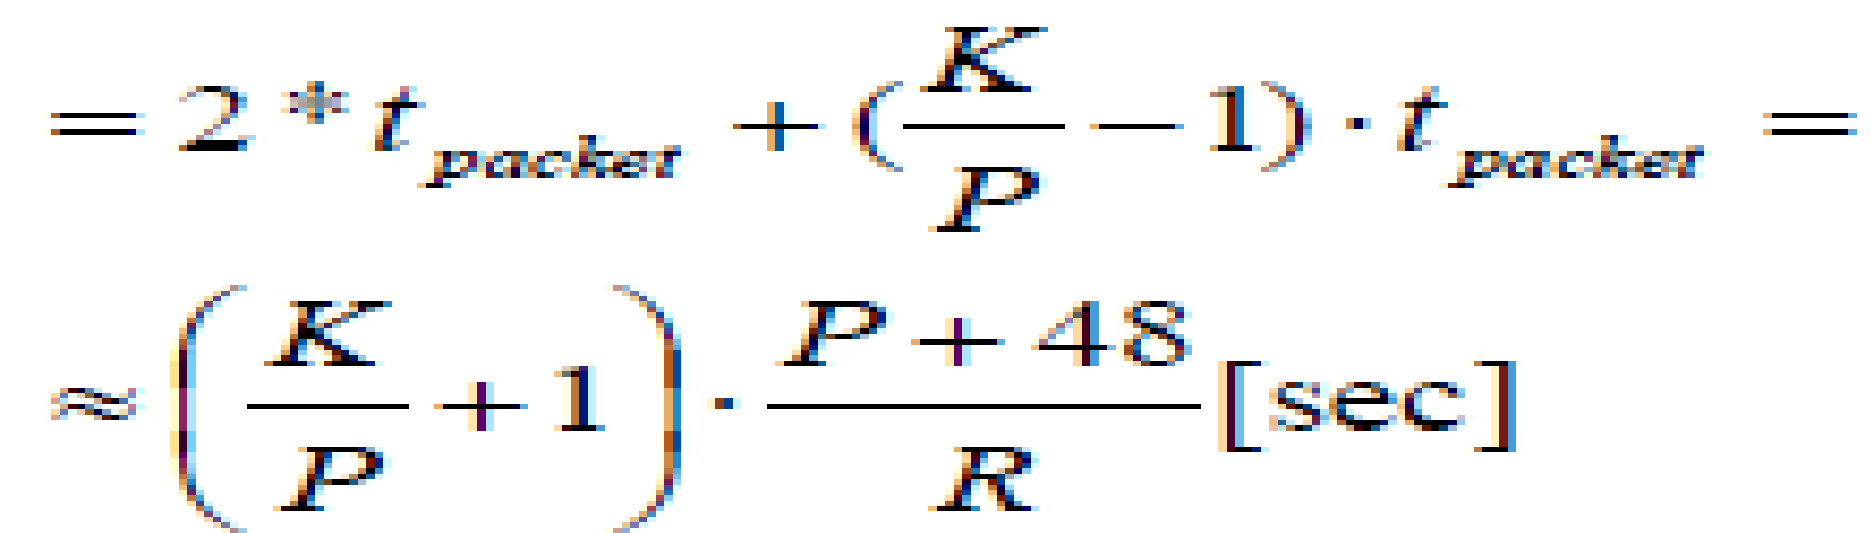 = 2 * t_packet + (K/P − 1) · t_packet =
≈ (K/P + 1) · (P + 48)/R [sec]